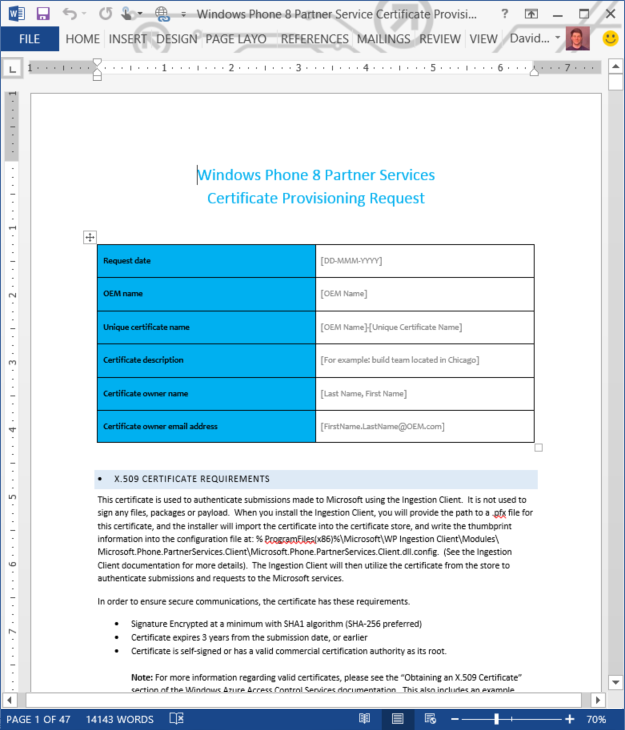 Windows Phone 8 Partner Service Certificate Provisi...
FILE HOME INSERT DESIGN PAGE LAYO REFERENCES MAILINGS REVIEW VIEW David...
L 1 1 2 3 4 5 6 7
Windows Phone 8 Partner Services
Certificate Provisioning Request
Request date [DD-MMM-YYYY]
OEM name [OEM Name]
Unique certificate name [OEM Name]-[Unique Certificate Name]
Certificate description [For example: build team located in Chicago]
Certificate owner name [Last Name, First Name]
Certificate owner email address [FirstName.LastName@OEM.com]
• X.509 CERTIFICATE REQUIREMENTS
This certificate is used to authenticate submissions made to Microsoft using the Ingestion Client. It is not used to
sign any files, packages or payload. When you install the Ingestion Client, you will provide the path to a .pfx file for
this certificate, and the installer will import the certificate into the certificate store, and write the thumbprint
information into the configuration file at: % ProgramFiles(x86)%\Microsoft\WP Ingestion Client\Modules\
Microsoft.Phone.PartnerServices.Client\Microsoft.Phone.PartnerServices.Client.dll.config. (See the Ingestion
Client documentation for more details). The Ingestion Client will then utilize the certificate from the store to
authenticate submissions and requests to the Microsoft services.
In order to ensure secure communications, the certificate has these requirements.
• Signature Encrypted at a minimum with SHA1 algorithm (SHA-256 preferred)
• Certificate expires 3 years from the submission date, or earlier
• Certificate is self-signed or has a valid commercial certification authority as its root.
Note: For more information regarding valid certificates, please see the “Obtaining an X.509 Certificate”
section of the Windows Azure Access Control Services documentation. This also includes an example
PAGE 1 OF 47 14143 WORDS 70%